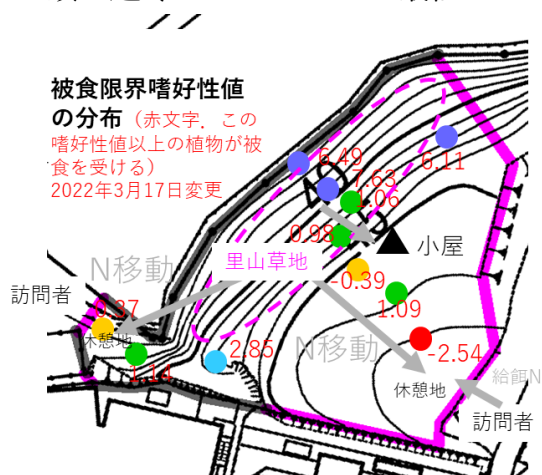 被食限界嗜好性値
の分布（赤文字，この
嗜好性値以上の植物が被
食を受ける）
2022年3月17日変更
6.49
6.11
7.63
1.06
0.98
小屋
里山草地
N移動
訪問者
-0.39
0.37
1.09
休憩地
N移動
2.85
-2.54
1.14
給餌N
休憩地
訪問者